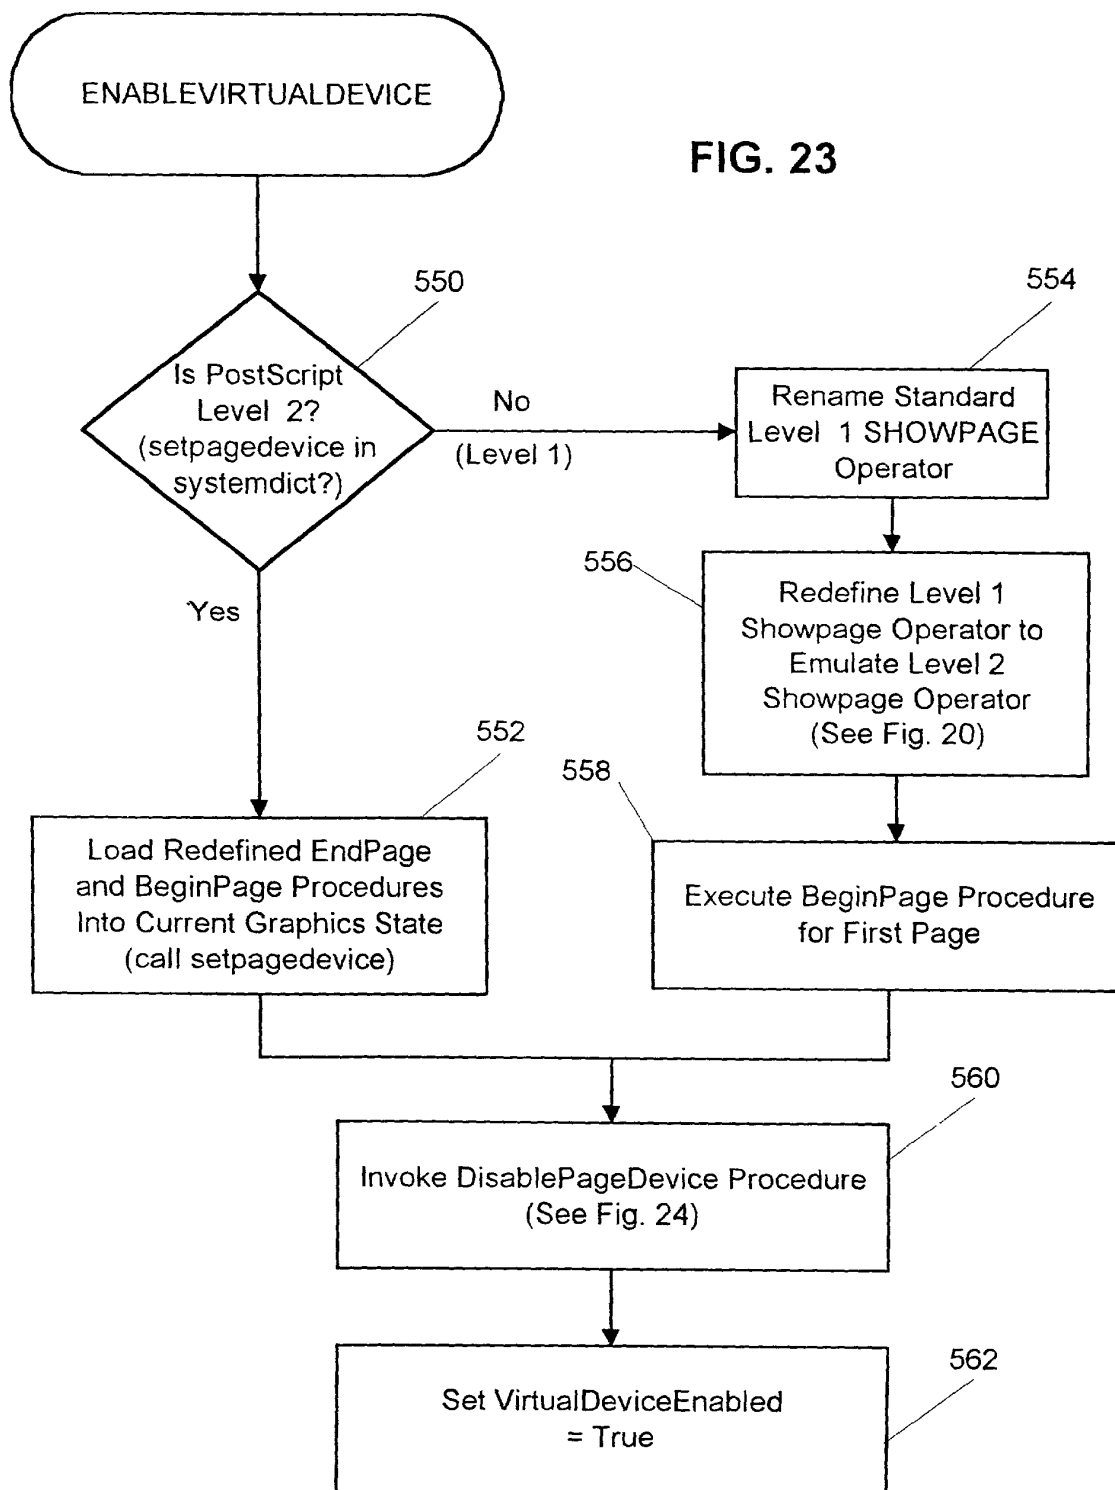 ENABLEVIRTUALDEVICE
FIG. 23
550
Is PostScript
Level 2?
(setpagedevice in
systemdict?)
No
(Level 1)
Yes
554
Rename Standard
Level 1 SHOWPAGE
Operator
556
Redefine Level 1
Showpage Operator to
Emulate Level 2
Showpage Operator
(See Fig. 20)
552
Load Redefined EndPage
and BeginPage Procedures
Into Current Graphics State
(call setpagedevice)
558
Execute BeginPage Procedure
for First Page
560
Invoke DisablePageDevice Procedure
(See Fig. 24)
562
Set VirtualDeviceEnabled
= True